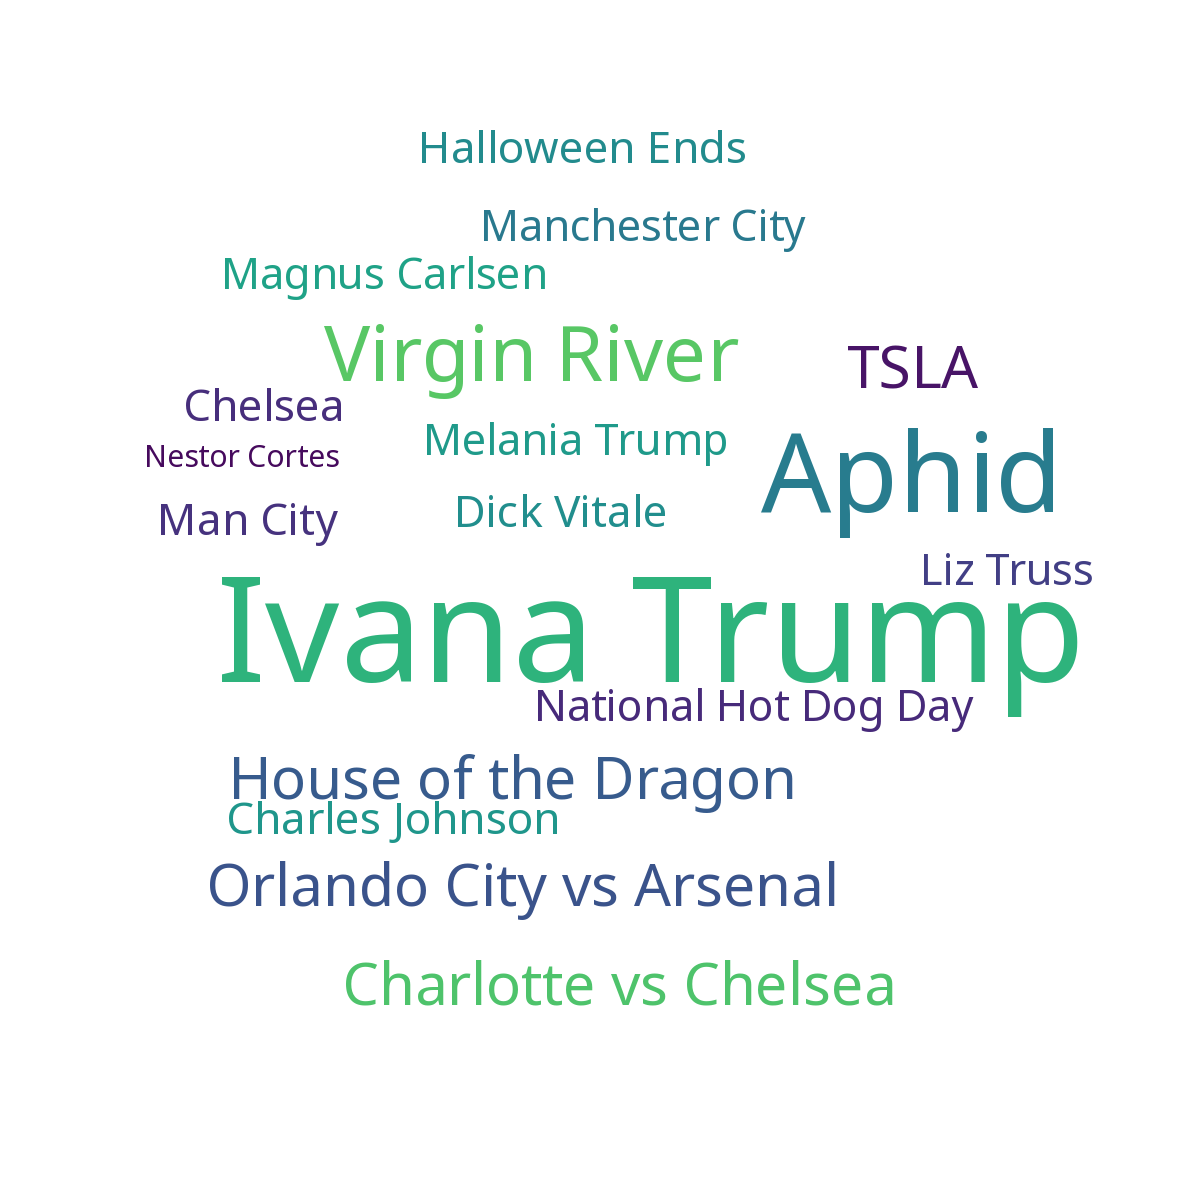 Halloween Ends
Manchester City
Magnus Carlsen
Virgin River
TSLA
Chelsea
Melania Trump
Nestor Cortes
Aphid
Dick Vitale
Man City
Liz Truss
Ivana Trump
National Hot Dog Day
House of the Dragon
Charles Johnson
Orlando City vs Arsenal
Charlotte vs Chelsea